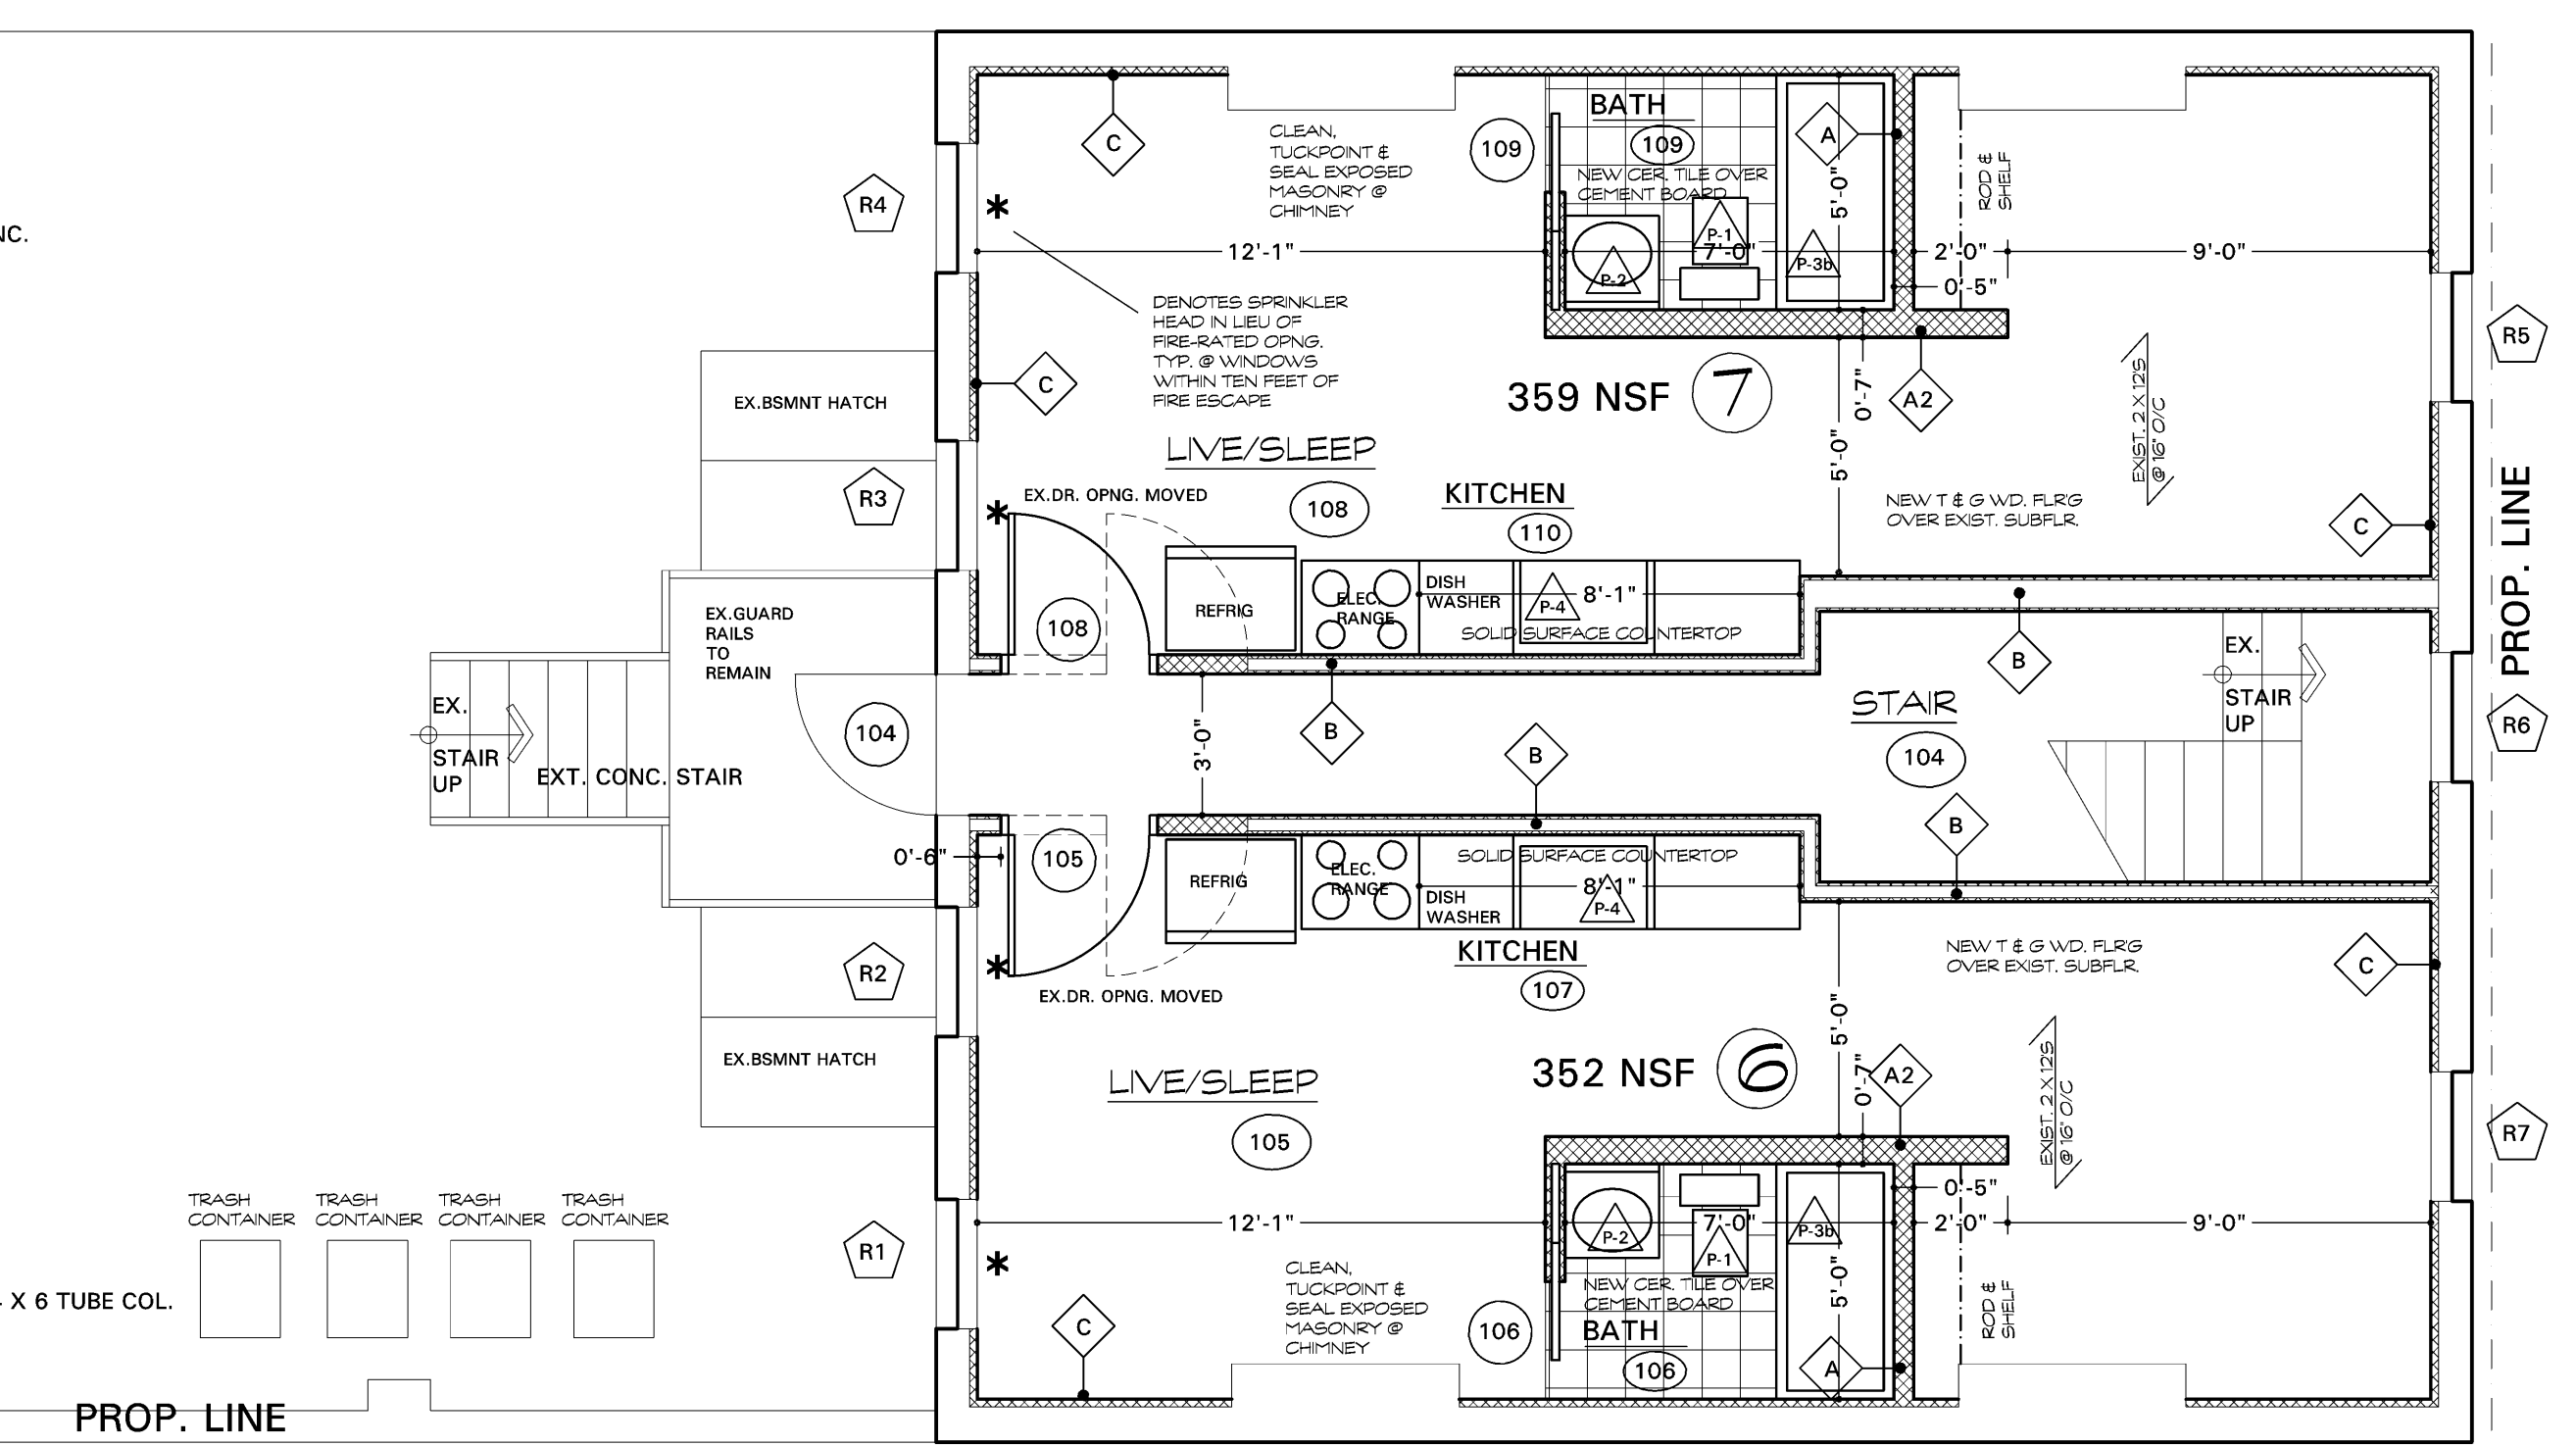 NC.
R4
C
CLEAN,
TUCKPOINT &
SEAL EXPOSED
MASONRY @
CHIMNEY
109
BATH
109
NEW CER. TILE OVER
CEMENT BOARD
A
5'-0"
ROD &
SHELF
12'-1"
P-2
P-1
7'-0"
P-3b
2'-0"
0'-5"
9'-0"
R5
DENOTES SPRINKLER
HEAD IN LIEU OF
FIRE-RATED OPNG.
TYP. @ WINDOWS
WITHIN TEN FEET OF
FIRE ESCAPE
C
EX.BSMNT HATCH
359 NSF
7
0'-7"
A2
EXIST. 2 X 12'S
@ 16" O/C
LIVE/SLEEP
108
5'-0"
R3
EX.DR. OPNG. MOVED
KITCHEN
110
NEW T & G WD. FLR'G
OVER EXIST. SUBFLR.
C
PROP. LINE
EX.GUARD
RAILS
TO
REMAIN
108
REFRIG
ELEC.
RANGE
DISH
WASHER
P-4
8'-1"
SOLID SURFACE COUNTERTOP
B
EX.
STAIR
UP
EX.
STAIR
UP
EXT. CONC. STAIR
104
3'-0"
B
B
STAIR
104
B
R6
0'-6"
105
REFRIG
ELEC.
RANGE
SOLID SURFACE COUNTERTOP
8'-1"
DISH
WASHER
P-4
KITCHEN
107
NEW T & G WD. FLR'G
OVER EXIST. SUBFLR.
C
R2
EX.DR. OPNG. MOVED
EX.BSMNT HATCH
5'-0"
352 NSF
6
0'-7"
A2
EXIST. 2 X 12'S
@ 16" O/C
LIVE/SLEEP
105
R7
TRASH
CONTAINER
TRASH
CONTAINER
TRASH
CONTAINER
TRASH
CONTAINER
R1
12'-1"
P-2
7'-0"
P-1
P-3b
0'-5"
2'-0"
9'-0"
X 6 TUBE COL.
C
CLEAN,
TUCKPOINT &
SEAL EXPOSED
MASONRY @
CHIMNEY
106
NEW CER. TILE OVER
CEMENT BOARD
BATH
106
5'-0"
A
ROD &
SHELF
PROP. LINE